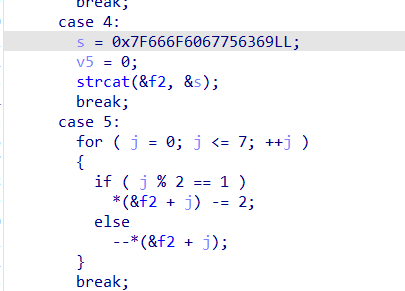 break;
case 4:
s = 0x7F666F6067756369LL;
v5 = 0;
strcat(&f2, &s);
break;
case 5:
for ( j = 0; j <= 7; ++j )
{
if ( j % 2 == 1 )
*(&f2 + j) -= 2;
else
--*(&f2 + j);
}
break;